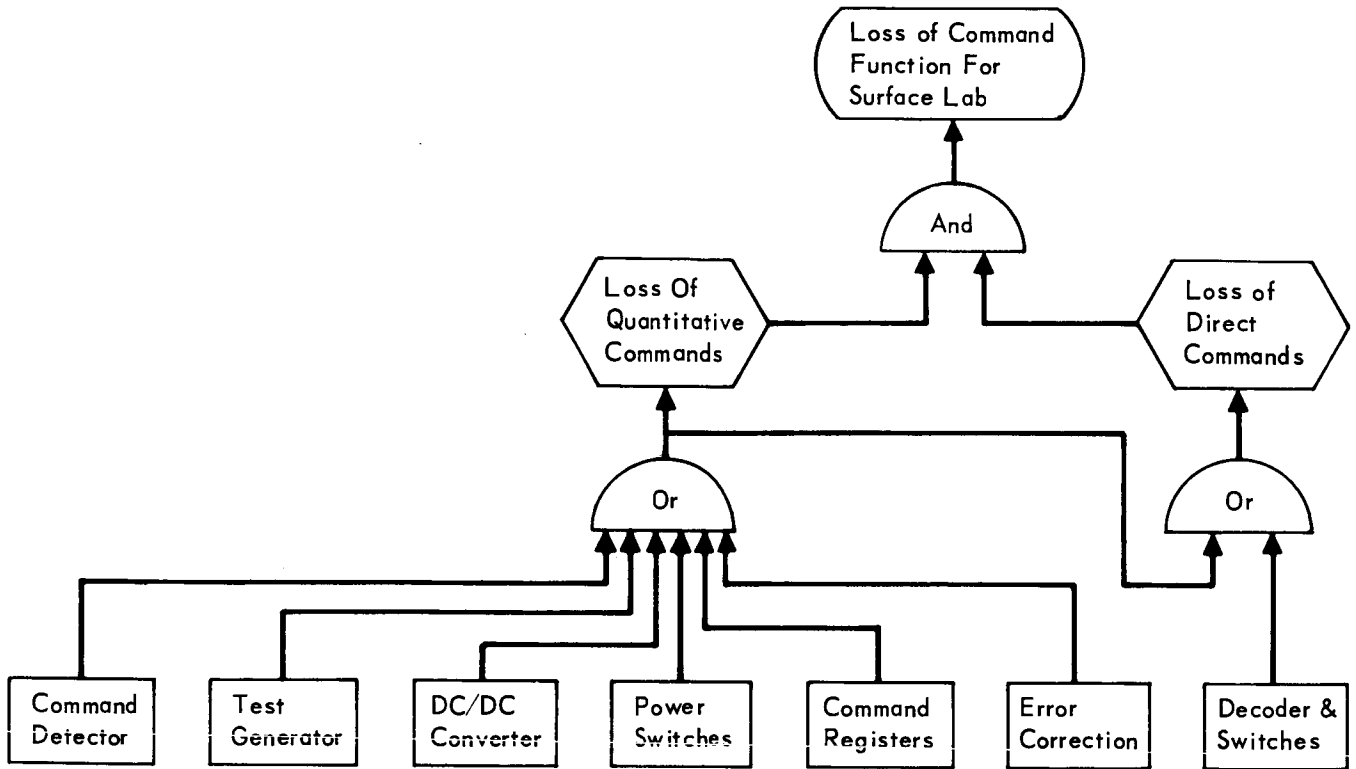 Loss of Command
Function For
Surface Lab
And
Loss Of
Quantitative
Commands
Loss of
Direct
Commands
Or
Or
Command
Detector
Test
Generator
DC/DC
Converter
Power
Switches
Command
Registers
Error
Correction
Decoder &
Switches